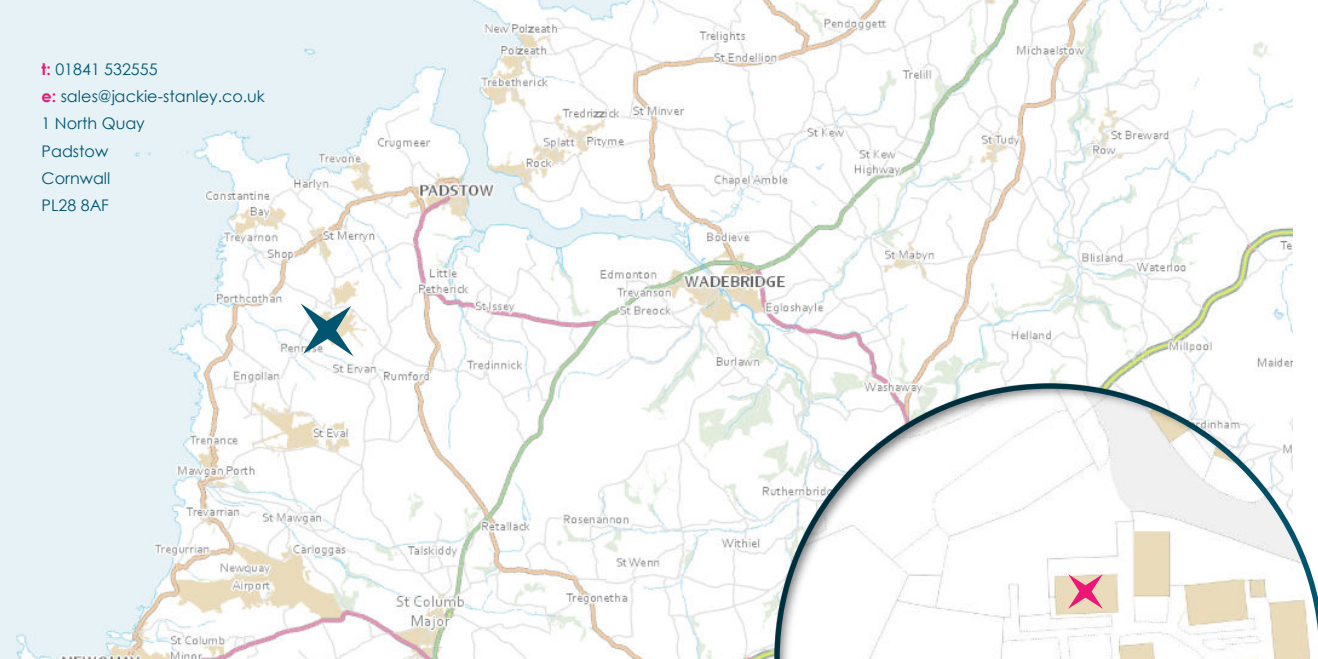 t: 01841 532555
e: sales@jackie-stanley.co.uk
1 North Quay
Padstow
Cornwall
PL28 8AF
New Polzeath
Polzeath
Trebetherick
Trelights
Pendoggett
St Endellion
Michaelstow
Trelill
Tredrizzick
St Minver
Splatt
Pityme
Rock
St Kew
St Kew
Highway
St Tudy
St Breward
Row
Crugmeer
Trevone
Harlyn
Constantine
Bay
PADSTOW
Chapel Amble
Treyarnon
Shop
St Merryn
Bodieve
St Mabyn
Blisland
Waterloo
Te
Little
Petherick
Edmonton
Trevanson
WADEBRIDGE
Porthcothan
St Issey
St Breock
Egloshayle
Helland
Millpool
St Ervan
Rumford
Tredinnick
Burlawn
Maiden
Engollan
Washaway
rdinham
Trenance
St Eval
M
Mawgan Porth
Ruthernbridg
Trevarrian
St Mawgan
Retallack
Rosenannon
Tregurrian
Carloggas
Talskiddy
Withiel
Newquay
Airport
St Wenn
St Columb
Major
Tregonetha
St Columb
Minor
NEWQUAY